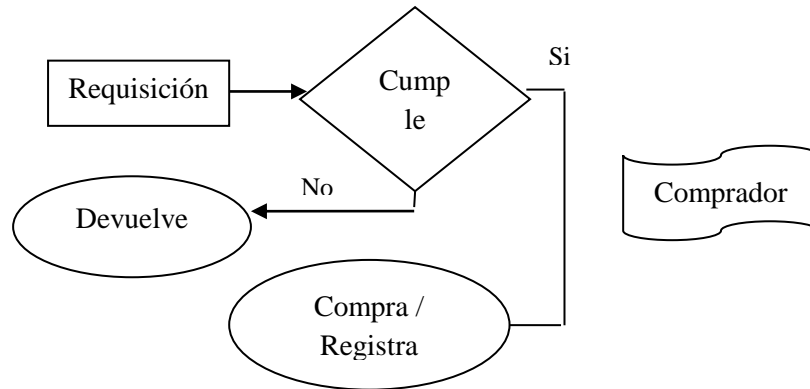 Si
Requisición
Cump
le
No
Comprador
Devuelve
Compra /
Registra